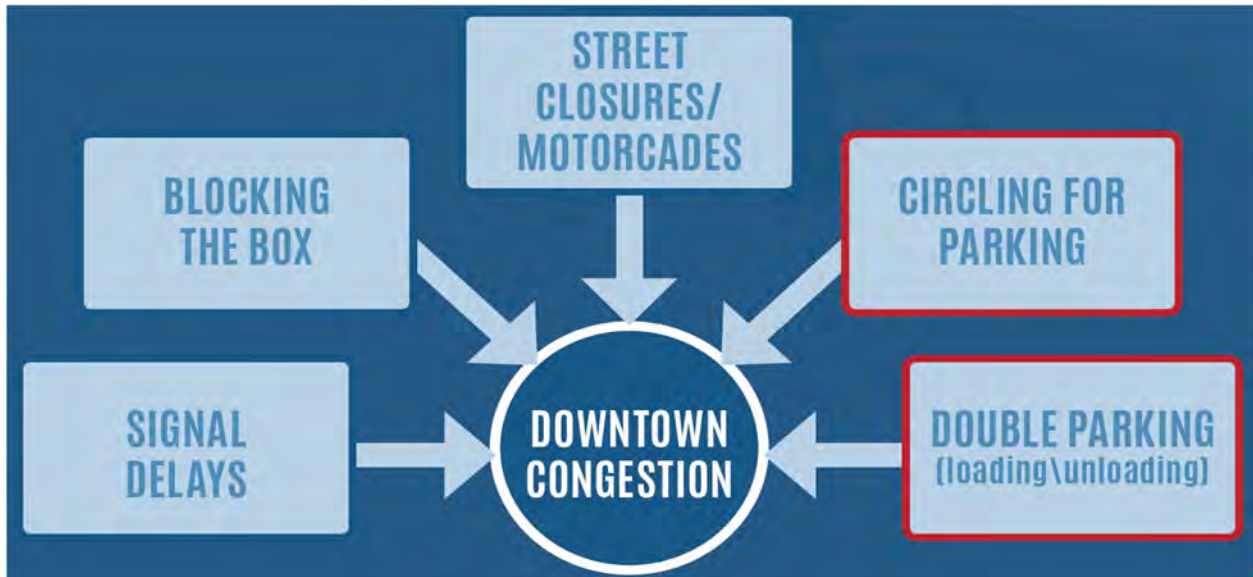 STREET
CLOSURES/
MOTORCADES
BLOCKING
THE BOX
CIRCLING FOR
PARKING
SIGNAL
DELAYS
DOWNTOWN
CONGESTION
DOUBLE PARKING
(loading\unloading)